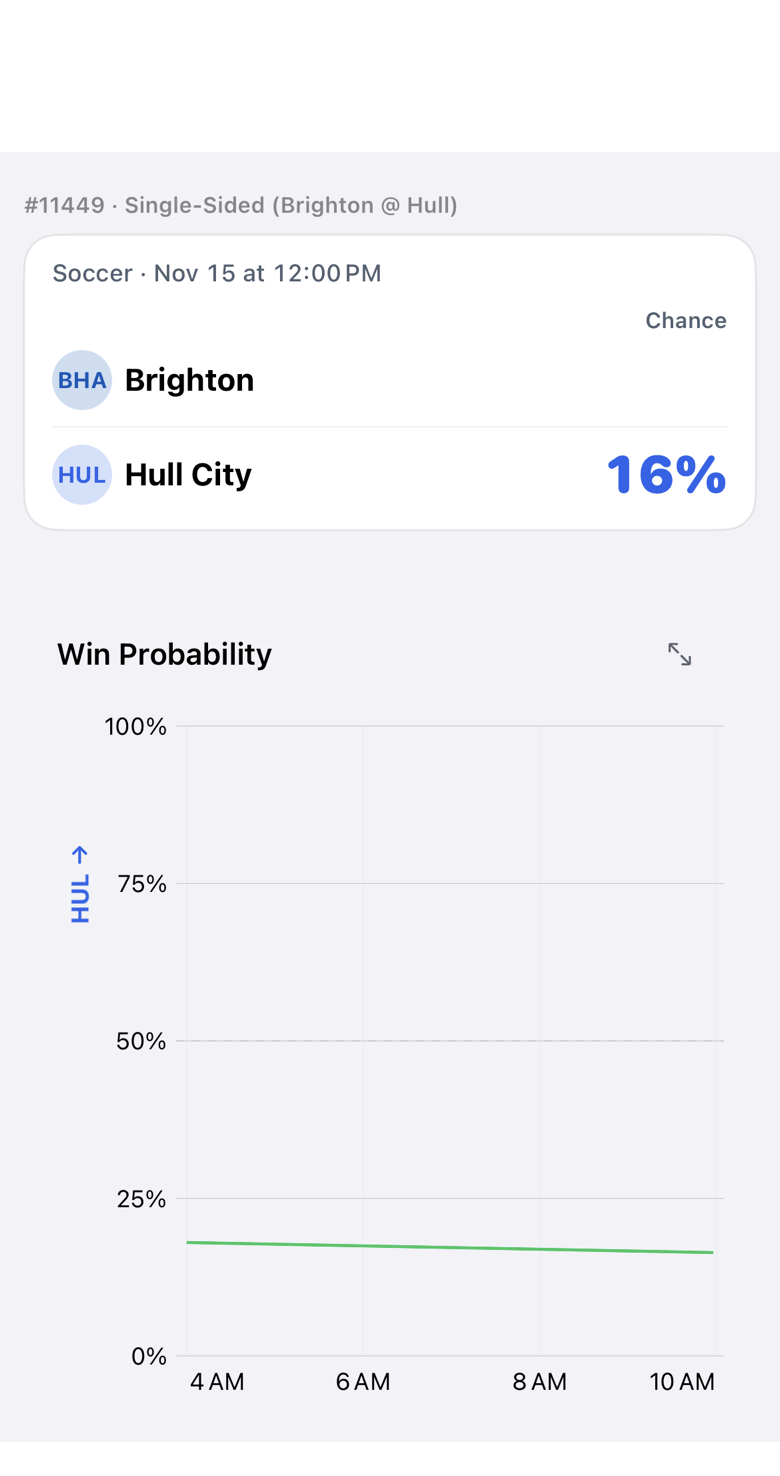 #11449 · Single-Sided (Brighton @ Hull)
Soccer · Nov 15 at 12:00 PM
Chance
BHA Brighton
HUL Hull City 16%
Win Probability
100%
HUL →
75%
50%
25%
0%
4 AM 6 AM 8 AM 10 AM